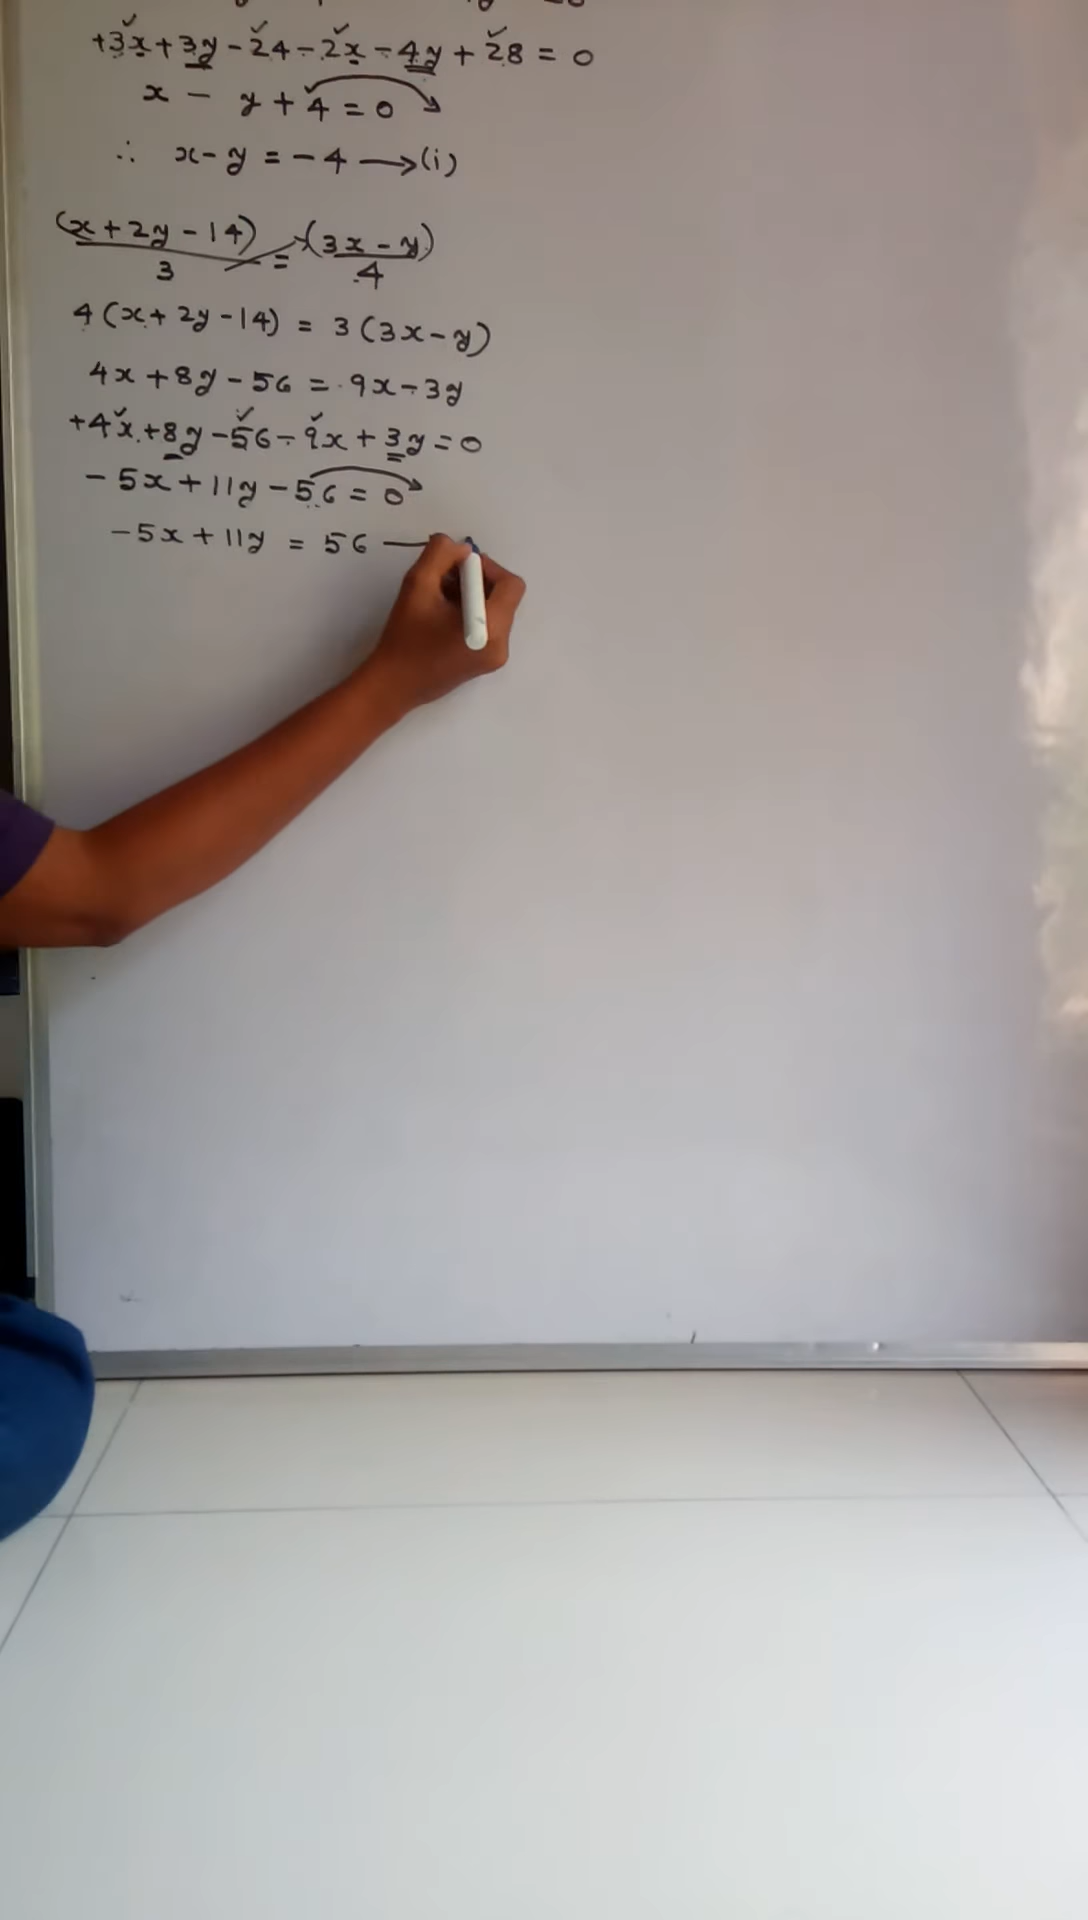 +3x + 3y - 24 - 2x - 4y + 28 = 0
x - y + 4 = 0
∴ x - y = -4 → (i)
(x + 2y - 14)/3 = (3x - y)/4
4(x + 2y - 14) = 3(3x - y)
4x + 8y - 56 = 9x - 3y
+4x + 8y - 56 - 9x + 3y = 0
-5x + 11y - 56 = 0
-5x + 11y = 56 —